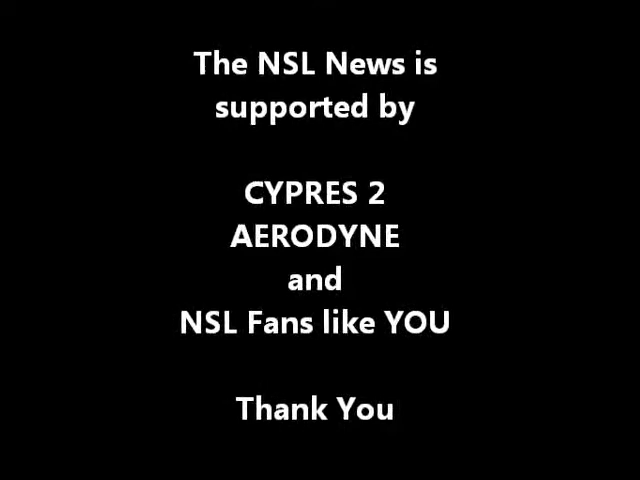 The NSL News is
supported by
CYPRES 2
AERODYNE
and
NSL Fans like YOU
Thank You